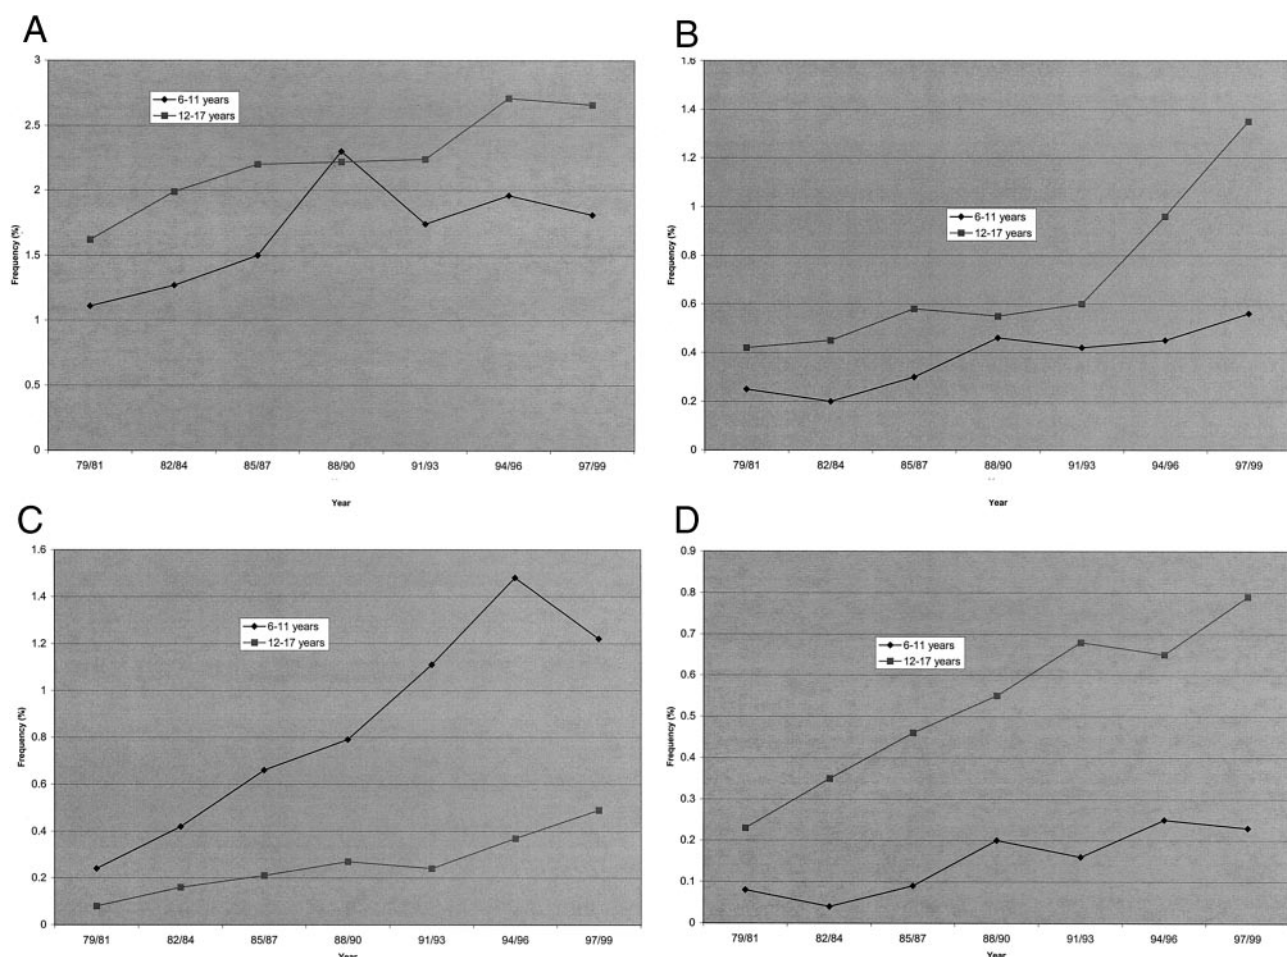 A
3
2.5
2
1.5
1
0.5
0
Frequency (%)
6-11 years
12-17 years
79/81 82/84 85/87 88/90 91/93 94/96 97/99
Year
B
1.6
1.4
1.2
1
0.8
0.6
0.4
0.2
0
Frequency (%)
6-11 years
12-17 years
79/81 82/84 85/87 88/90 91/93 94/96 97/99
Year
C
1.6
1.4
1.2
1
0.8
0.6
0.4
0.2
0
Frequency (%)
6-11 years
12-17 years
79/81 82/84 85/87 88/90 91/93 94/96 97/99
Year
D
0.9
0.8
0.7
0.6
0.5
0.4
0.3
0.2
0.1
0
Frequency (%)
6-11 years
12-17 years
79/81 82/84 85/87 88/90 91/93 94/96 97/99
Year